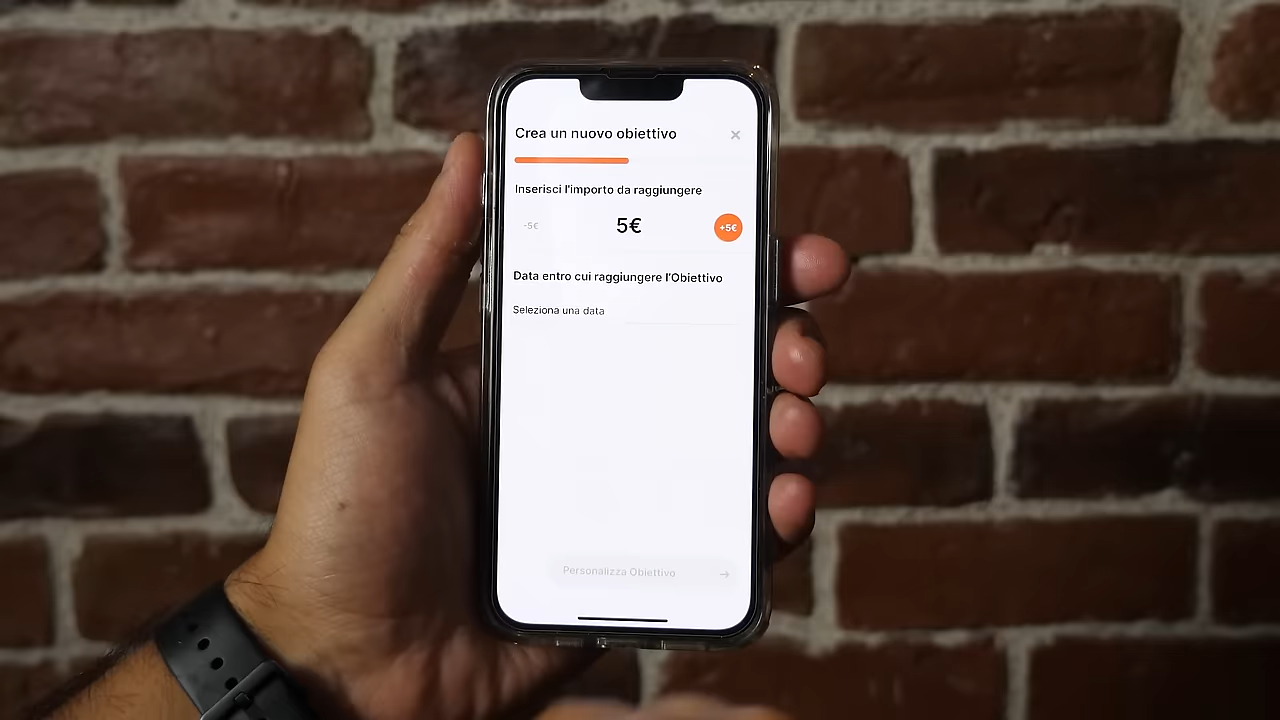 Crea un nuovo obiettivo ×
Inserisci l'importo da raggiungere
-5€ 5€ +5€
Data entro cui raggiungere l'Obiettivo
Seleziona una data
Personalizza Obiettivo →